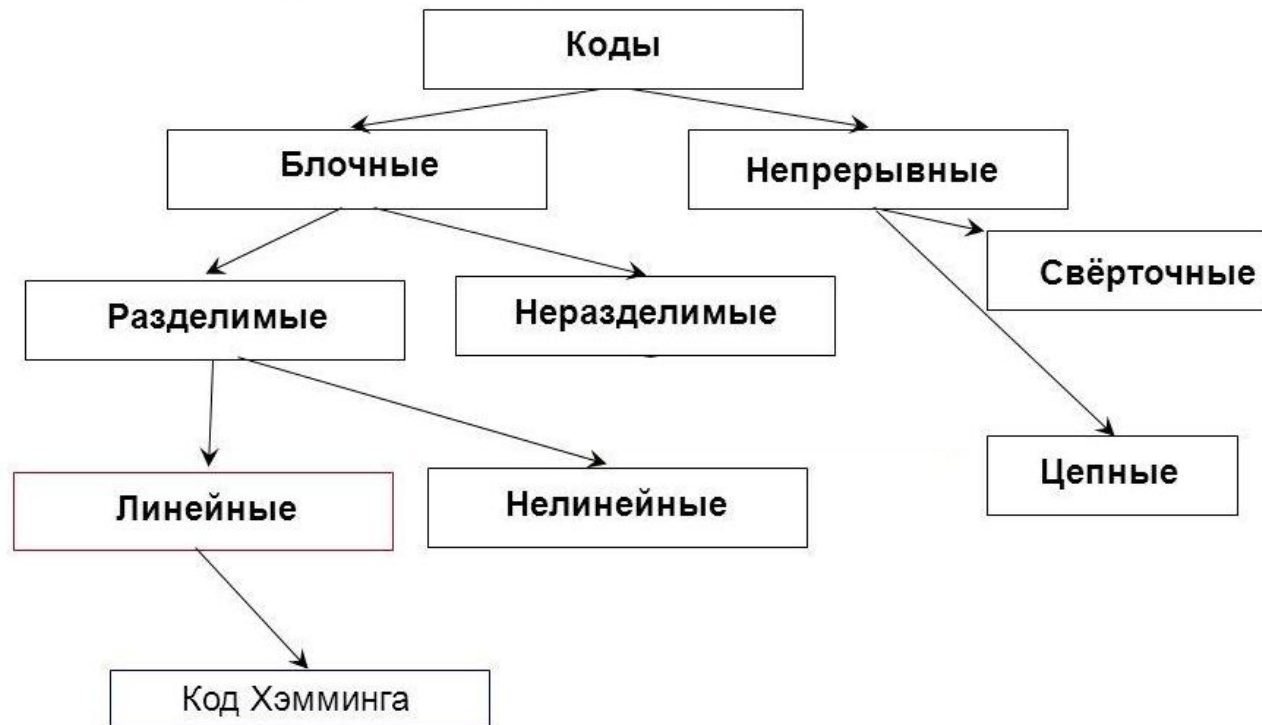 Коды
Блочные
Непрерывные
Свёрточные
Разделимые
Неразделимые
Линейные
Нелинейные
Цепные
Код Хэмминга